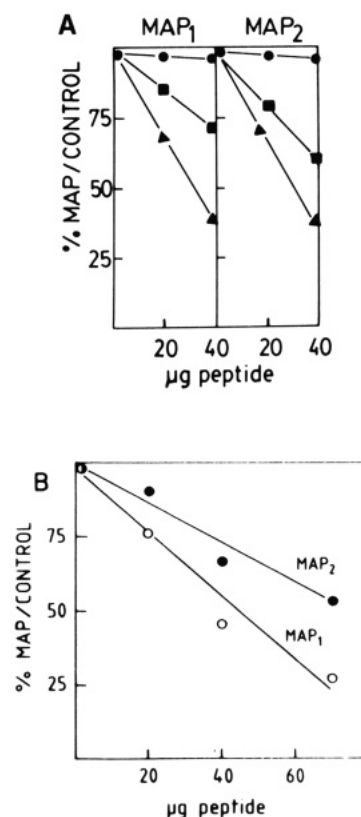 A
MAP₁ MAP₂
% MAP/CONTROL
75
50
25
20 40 20 40
µg peptide
B
% MAP/CONTROL
75
50
25
MAP₂
MAP₁
20 40 60
µg peptide